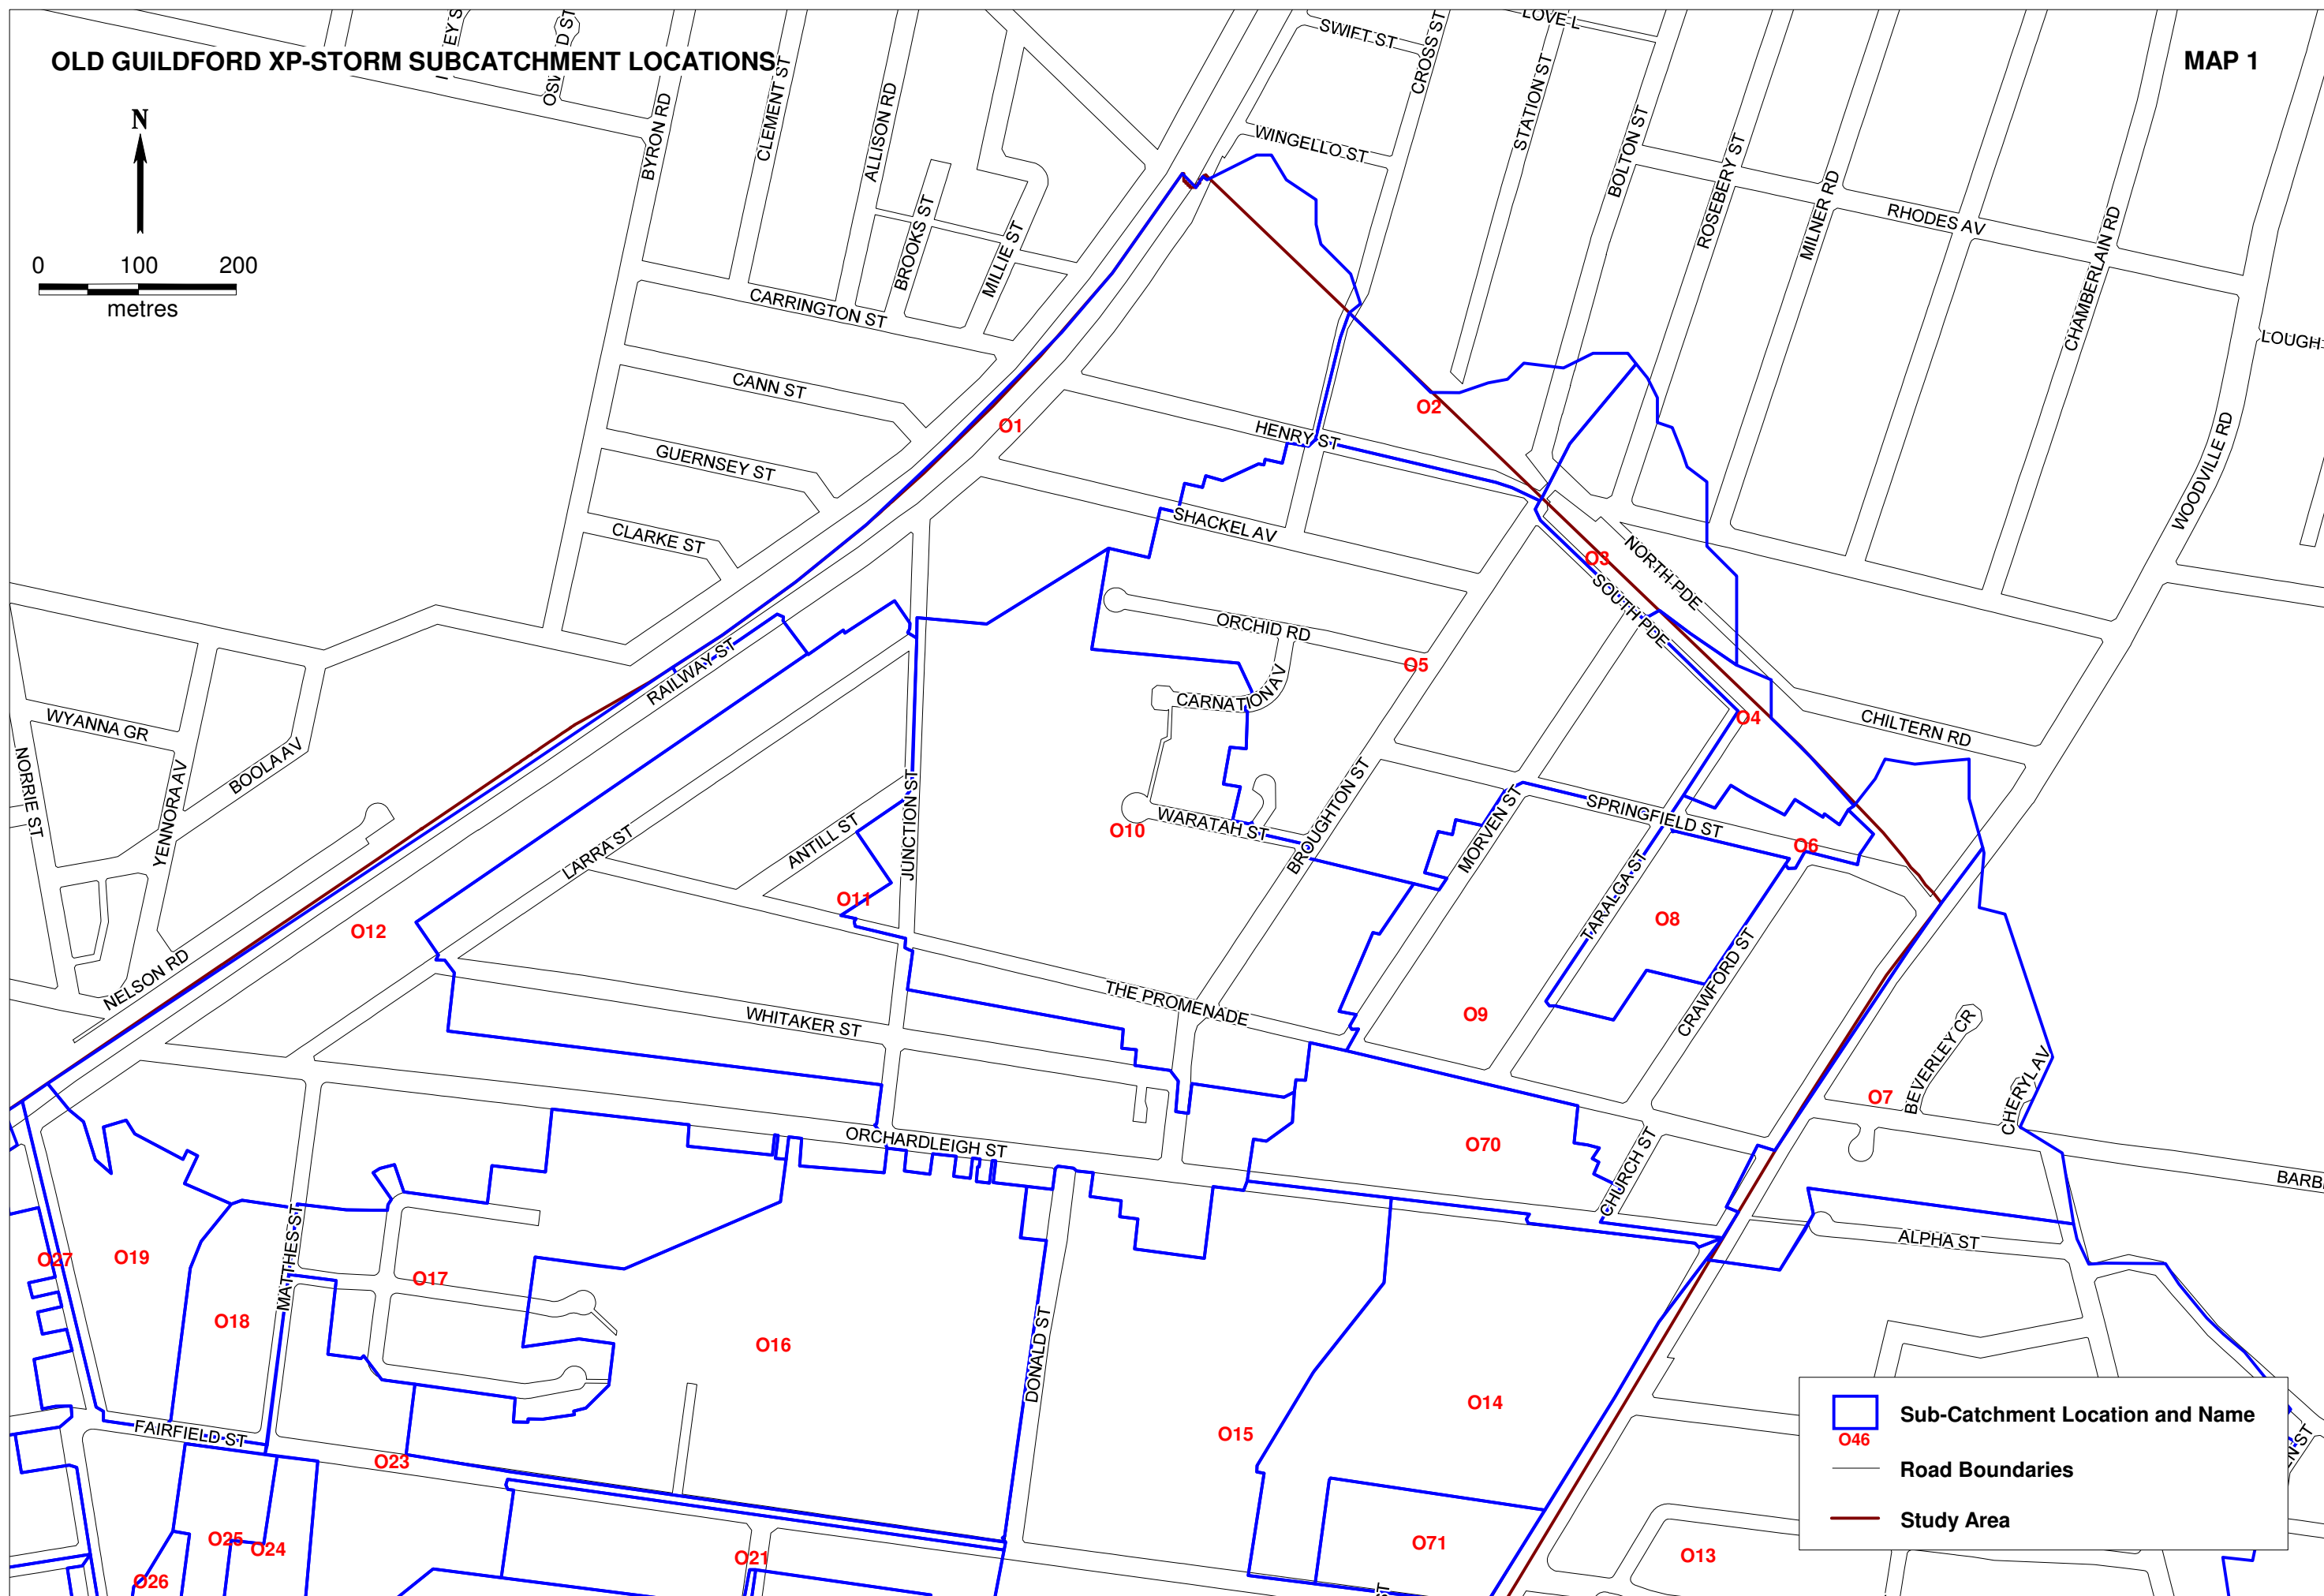 OLD GUILDFORD XP-STORM SUBCATCHMENT LOCATIONS
MAP 1
N
0 100 200
metres
BYRON RD
CLEMENT ST
ALLISON RD
BROOKS ST
MILLIE ST
SWIFT ST
CROSS ST
LOVE L
STATION ST
WINGELLO ST
BOLTON ST
ROSEBERY ST
MILNER RD
RHODES AV
CHAMBERLAIN RD
WOODVILLE RD
CARRINGTON ST
CANN ST
GUERNSEY ST
CLARKE ST
O1
O2
HENRY ST
SHACKEL AV
O3
NORTH PDE
SOUTH PDE
ORCHID RD
O5
CARNATION AV
O4
CHILTERN RD
RAILWAY ST
WYANNA GR
NORRIE ST
YENNORA AV
BOOLA AV
JUNCTION ST
ANTILL ST
LARRA ST
O10
WARATAH ST
BROUGHTON ST
MORVEN ST
SPRINGFIELD ST
O6
TARALGA ST
O8
CRAWFORD ST
O11
O12
NELSON RD
WHITAKER ST
THE PROMENADE
O9
O7
BEVERLEY CR
CHERYL AV
ORCHARDLEIGH ST
O70
CHURCH ST
BARB
ALPHA ST
O27
O19
MATTHES ST
O17
O18
O16
DONALD ST
O15
O14
FAIRFIELD ST
O23
O25
O24
O26
O21
O71
O13
Sub-Catchment Location and Name
O46
Road Boundaries
Study Area